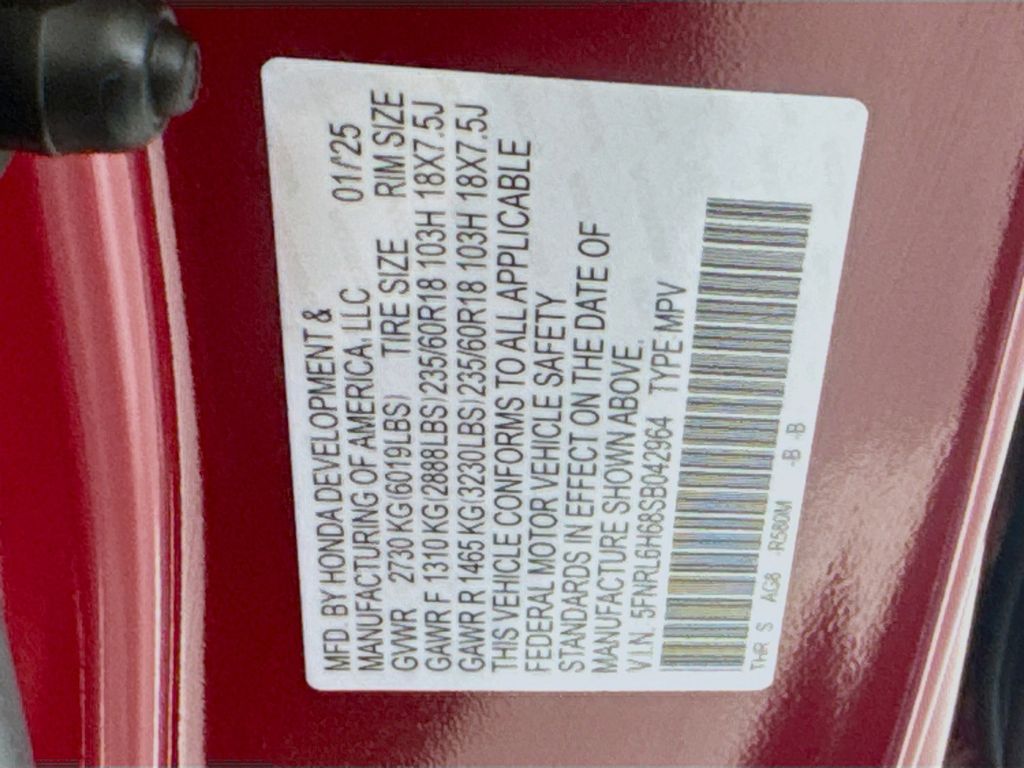 MFD. BY HONDA DEVELOPMENT &
MANUFACTURING OF AMERICA, LLC 01/'25
GVWR 2730 KG(6019LBS) TIRE SIZE RIM SIZE
GAWR F 1310 KG(2888LBS)235/60R18 103H 18X7.5J
GAWR R 1465 KG(3230LBS)235/60R18 103H 18X7.5J
THIS VEHICLE CONFORMS TO ALL APPLICABLE
FEDERAL MOTOR VEHICLE SAFETY
STANDARDS IN EFFECT ON THE DATE OF
MANUFACTURE SHOWN ABOVE.
V.I.N. 5FNRL6H68SB042964 TYPE:MPV
THR S AG8 R580M -B -B